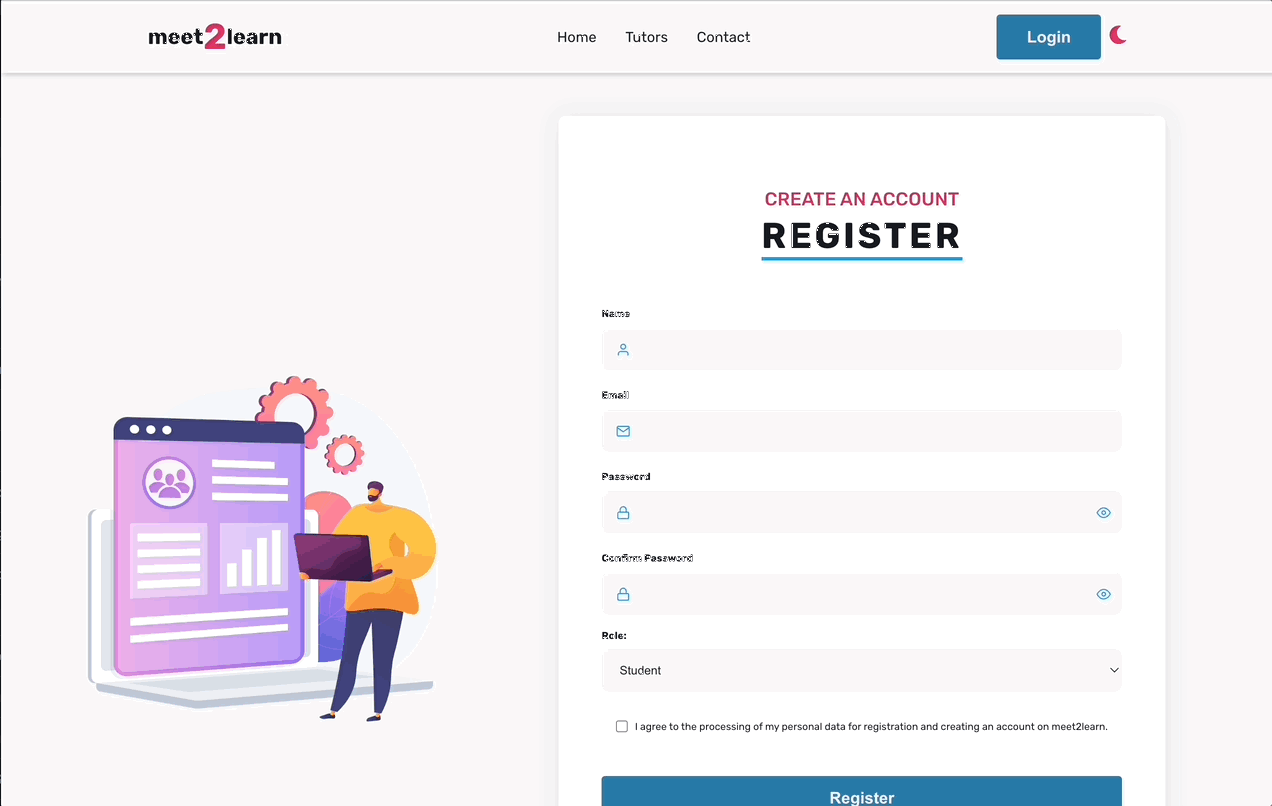 meet2learn
Home Tutors Contact
Login
CREATE AN ACCOUNT
REGISTER
Name
Email
Password
Confirm Password
Role:
Student
I agree to the processing of my personal data for registration and creating an account on meet2learn.
Register